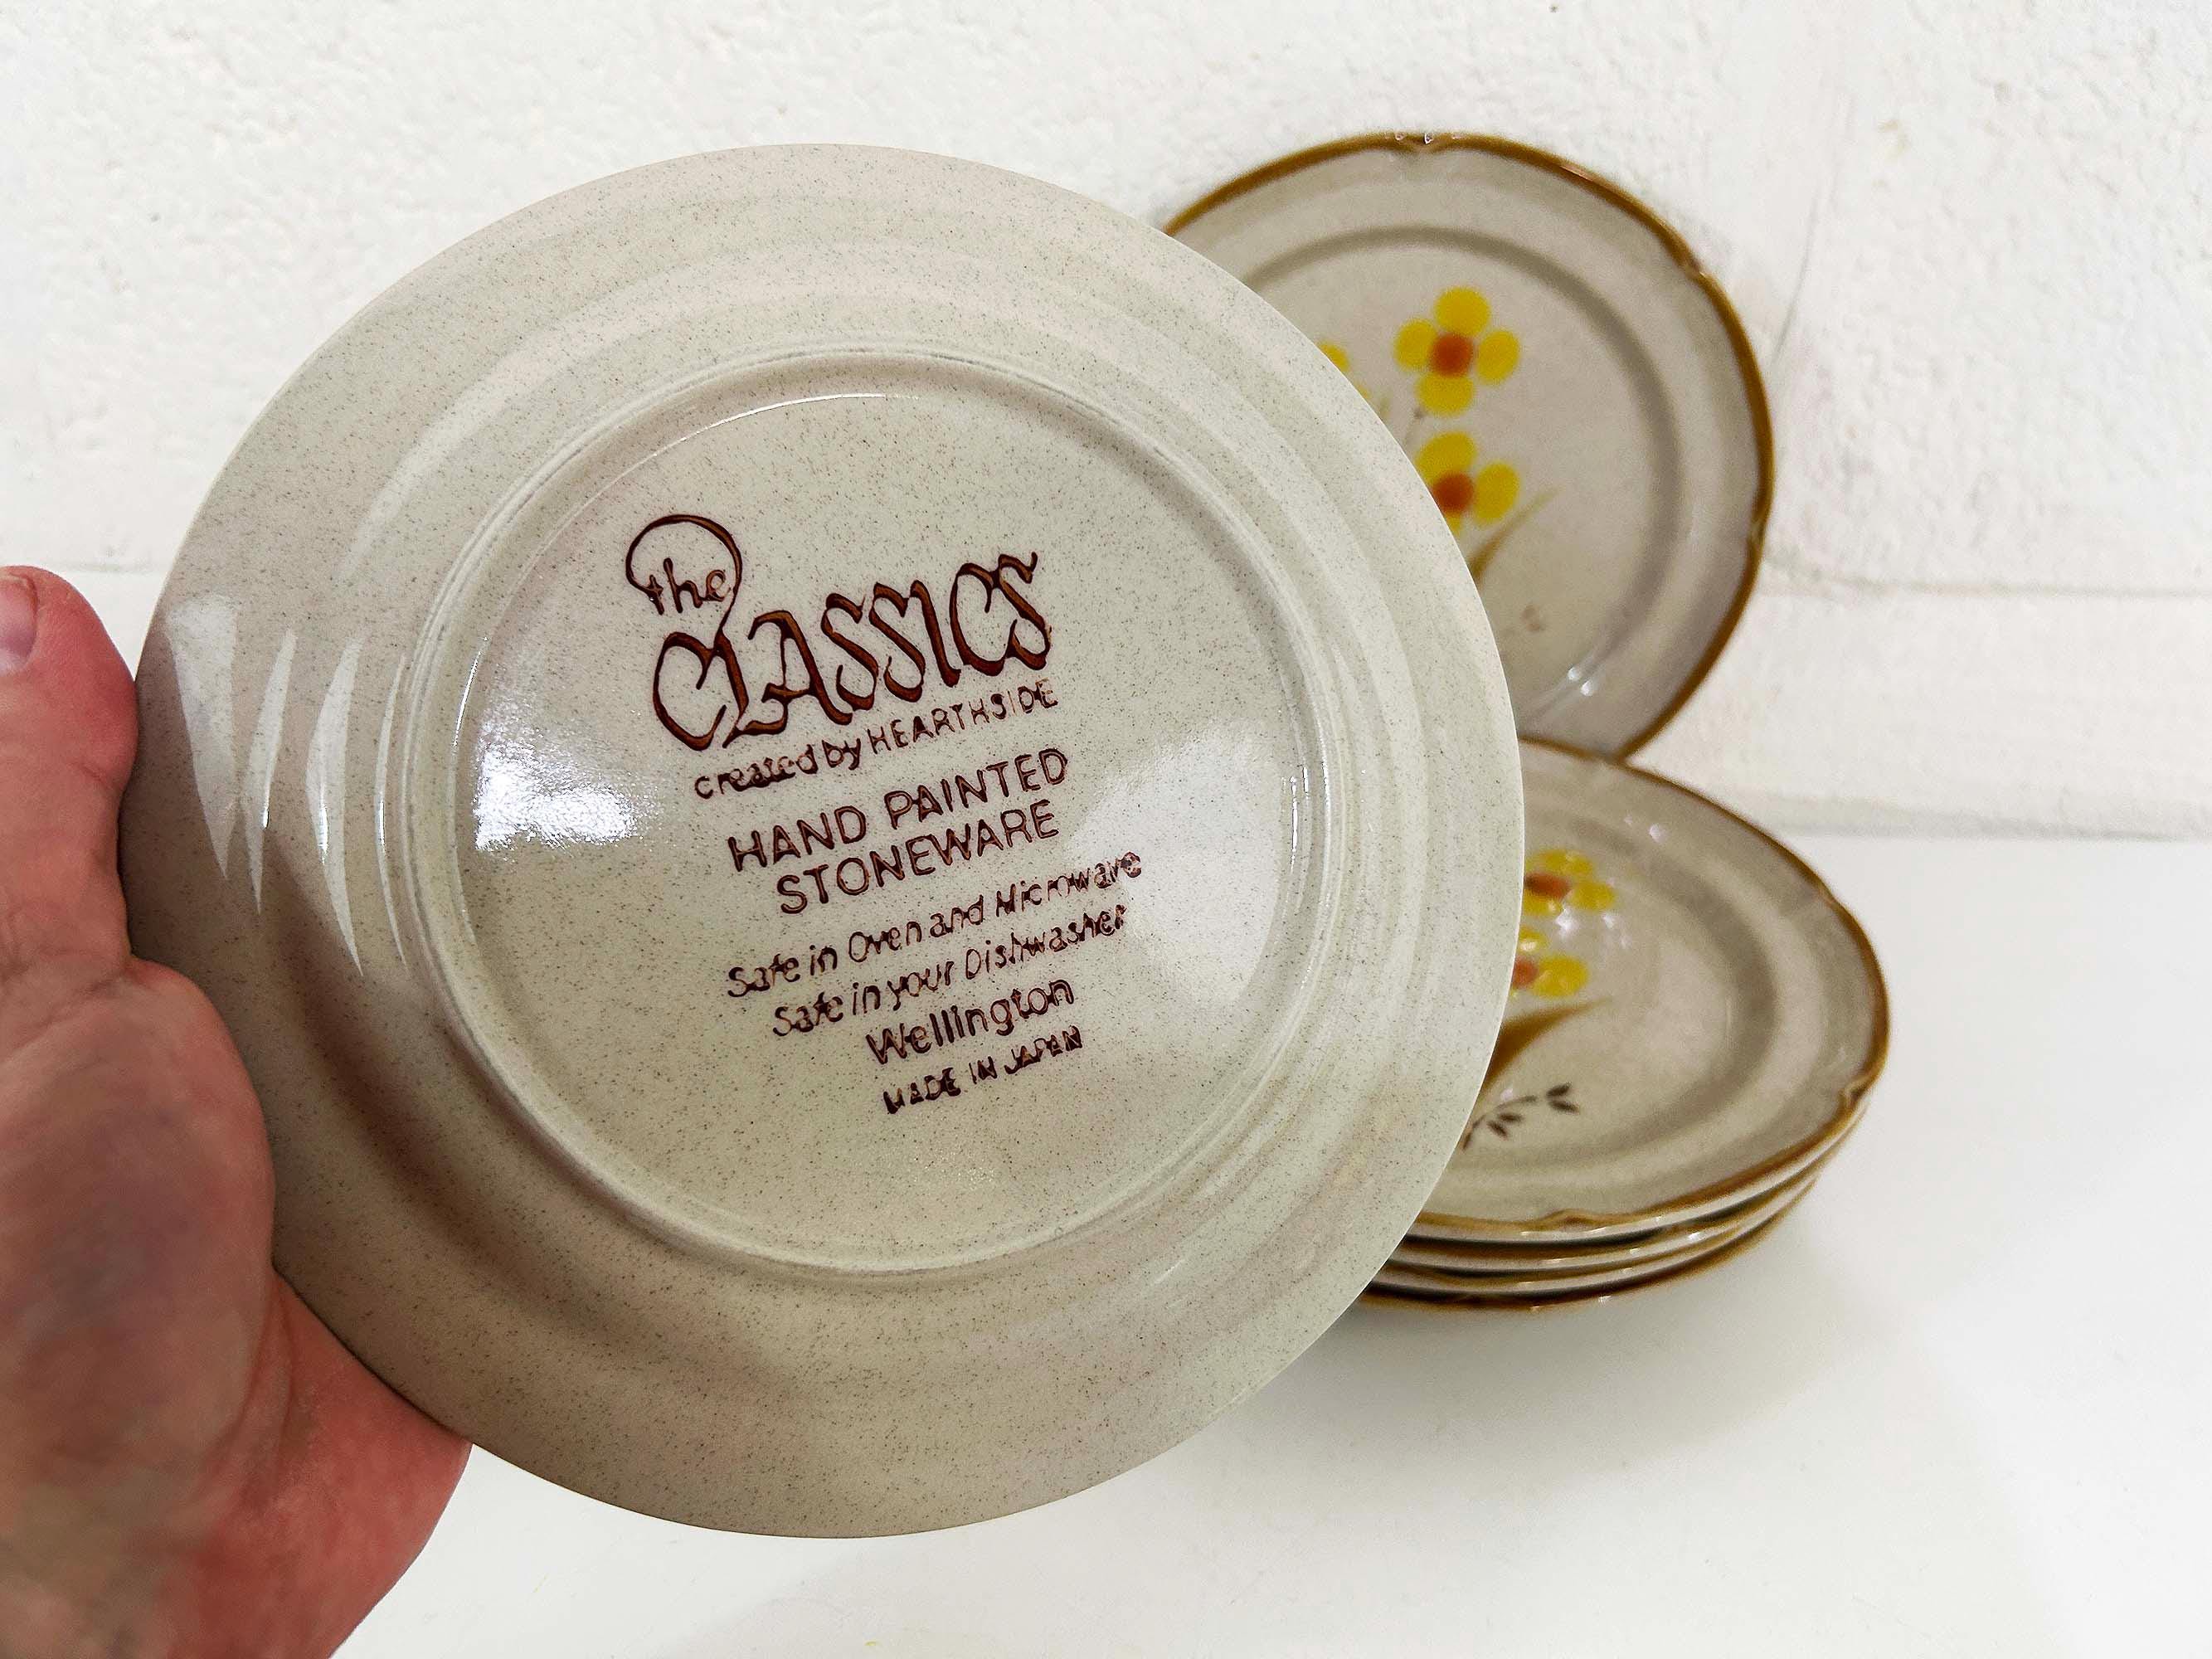 the
CLASSICS
created by HEARTHSIDE
HAND PAINTED
STONEWARE
Safe in Oven and Microware
Safe in your Dishwasher
Wellington
MADE IN JAPAN